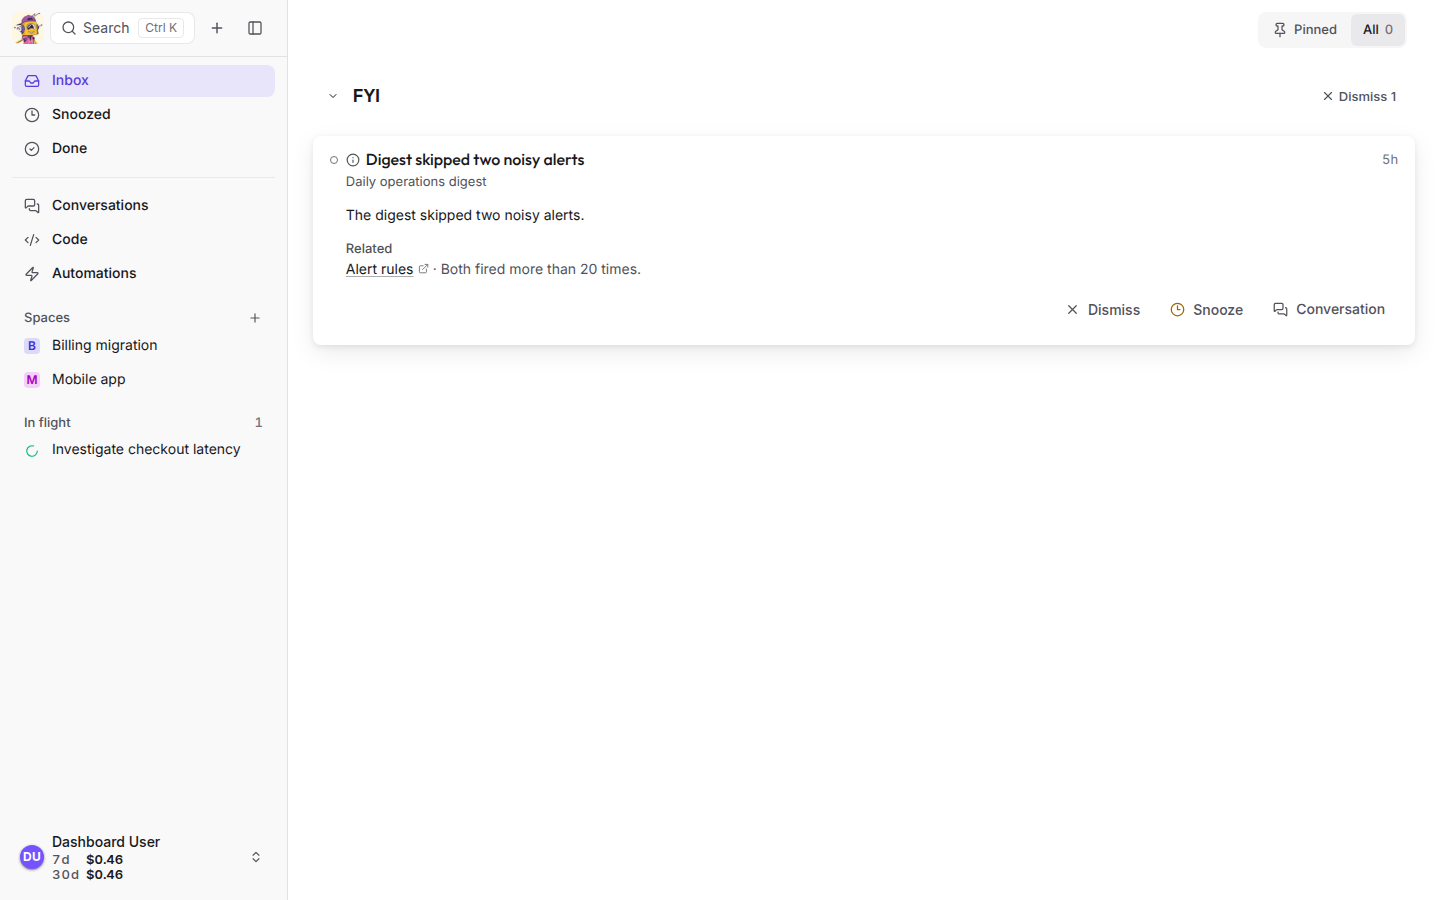 Search Ctrl K
Inbox
Snoozed
Done
Conversations
Code
Automations
Spaces
B Billing migration
M Mobile app
In flight 1
Investigate checkout latency
DU Dashboard User
7d $0.46
30d $0.46
Pinned All 0
FYI Dismiss 1
Digest skipped two noisy alerts 5h
Daily operations digest
The digest skipped two noisy alerts.
Related
Alert rules · Both fired more than 20 times.
Dismiss Snooze Conversation